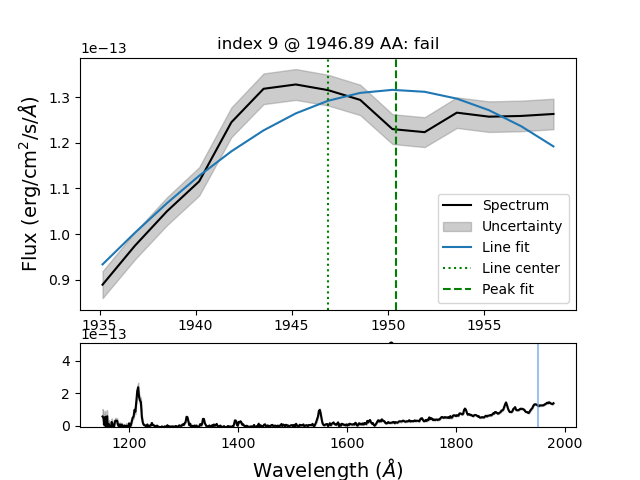 index 9 @ 1946.89 AA: fail
1e−13
Flux (erg/cm²/s/Å)
1.3
1.2
1.1
1.0
0.9
Spectrum
Uncertainty
Line fit
Line center
Peak fit
1935 1940 1945 1950 1955
1e−13
4
2
0
1200 1400 1600 1800 2000
Wavelength (Å)